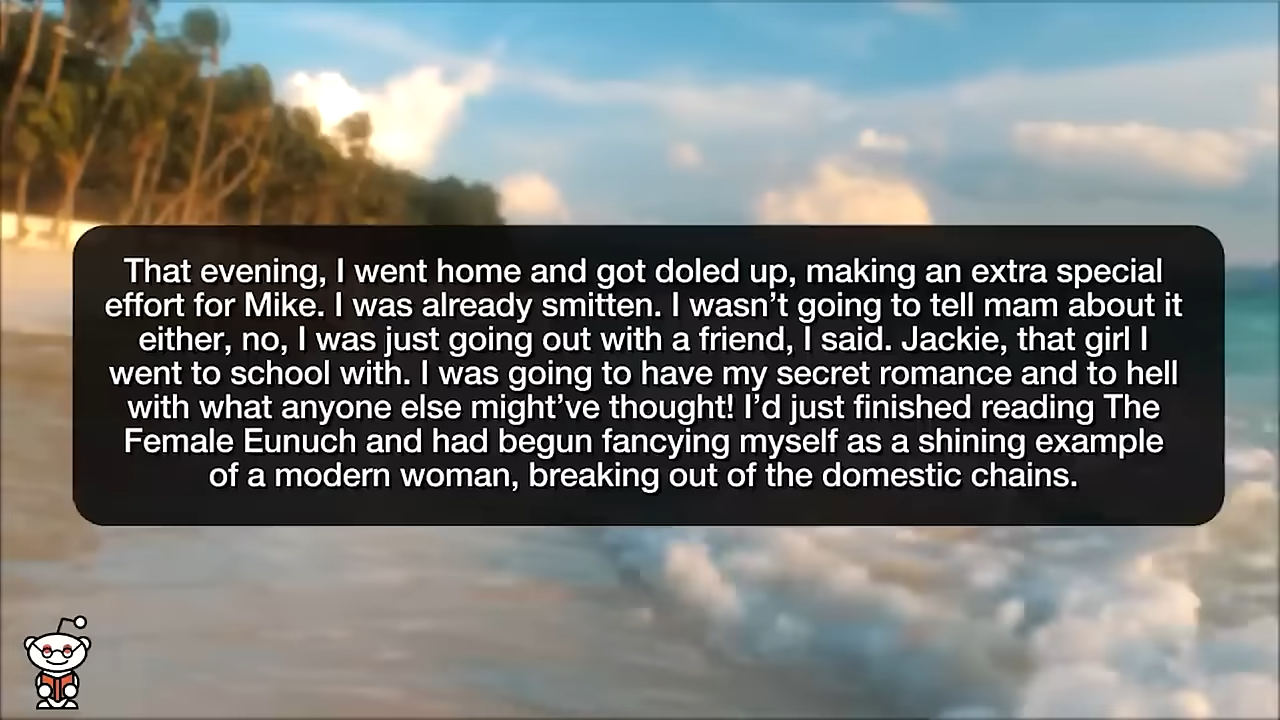 That evening, I went home and got doled up, making an extra special
effort for Mike. I was already smitten. I wasn’t going to tell mam about it
either, no, I was just going out with a friend, I said. Jackie, that girl I
went to school with. I was going to have my secret romance and to hell
with what anyone else might’ve thought! I’d just finished reading The
Female Eunuch and had begun fancying myself as a shining example
of a modern woman, breaking out of the domestic chains.